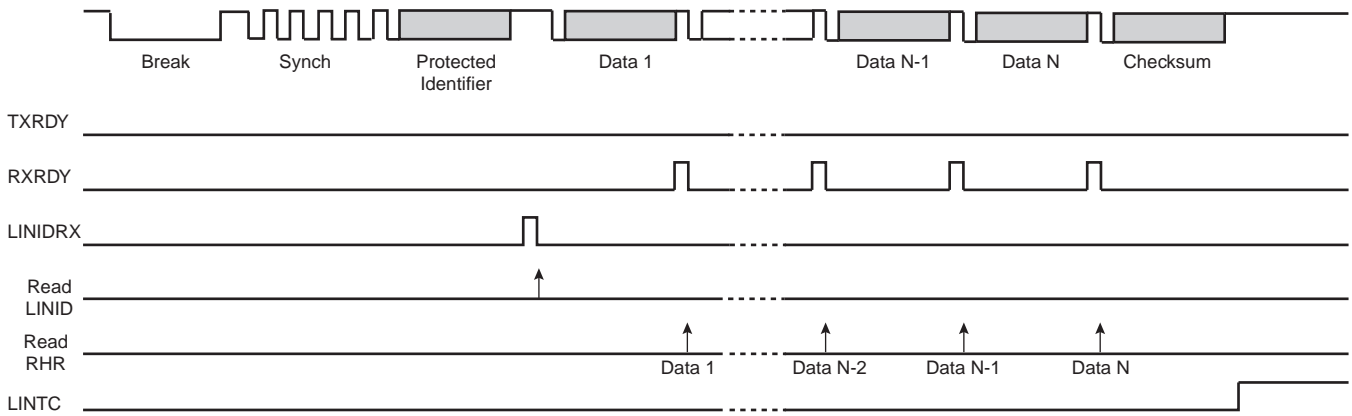 Break
Synch
Protected
Identifier
Data 1
Data N-1
Data N
Checksum
TXRDY
RXRDY
LINIDRX
Read
LINID
Read
RHR
Data 1
Data N-2
Data N-1
Data N
LINTC